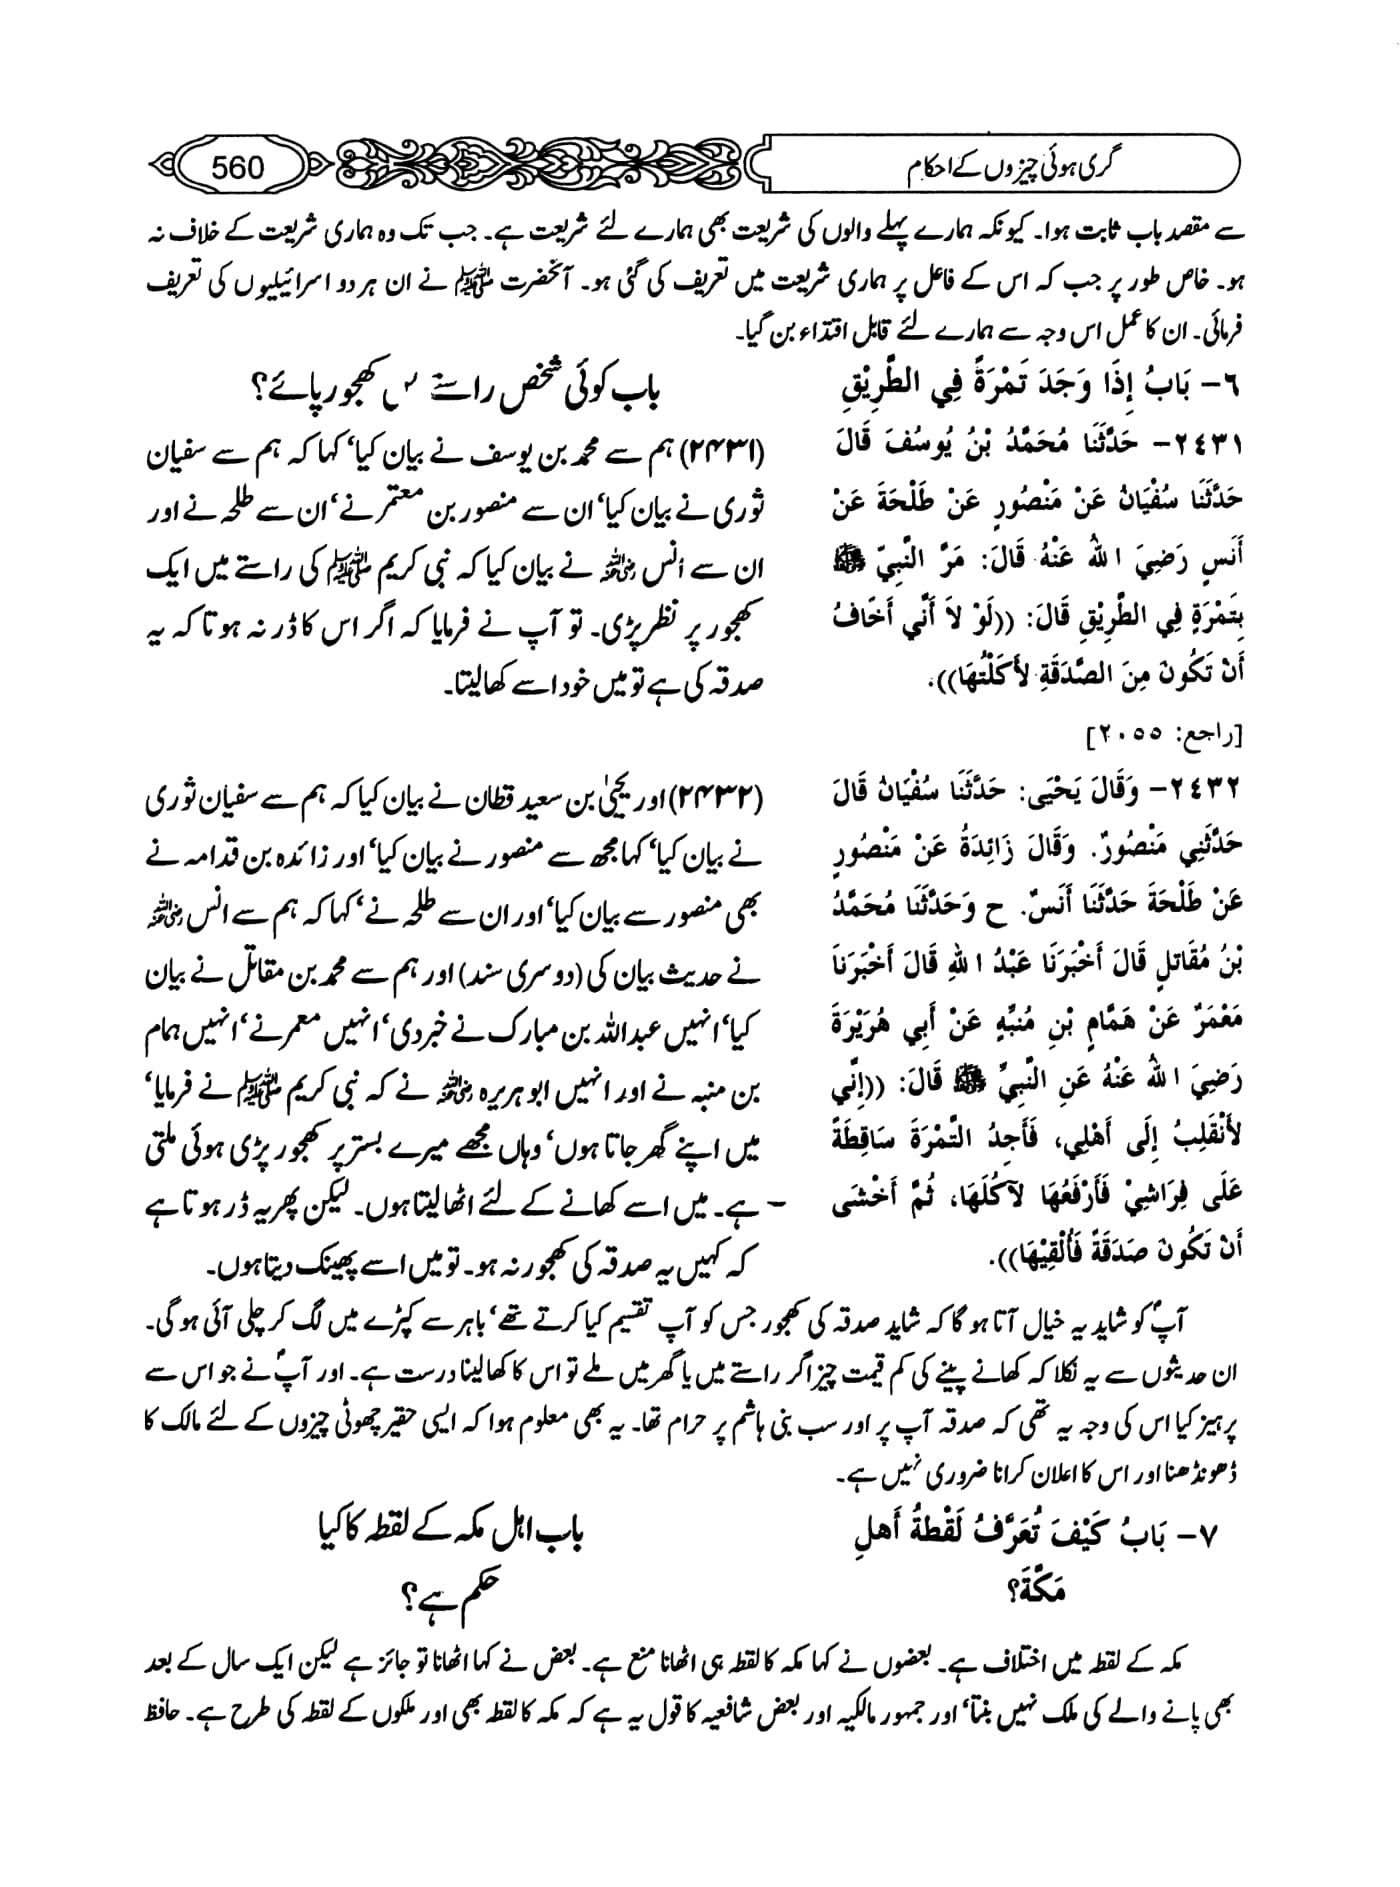 گری ہوئی چیزوں کے احکام
560
سے مقصد باب ثابت ہوا۔ کیونکہ ہمارے پہلے والوں کی شریعت بھی ہمارے لئے شریعت ہے۔ جب تک وہ ہماری شریعت کے خلاف نہ
ہو۔ خاص طور پر جب کہ اس کے فاعل پر ہماری شریعت میں تعریف کی گئی ہو۔ آنحضرت ﷺ نے ان ہر دو اسرائیلیوں کی تعریف
فرمائی۔ ان کا عمل اس وجہ سے ہمارے لئے قابل اقتداء بن گیا۔
٦- بَابُ إِذَا وَجَدَ تَمْرَةً فِي الطَّرِيْقِ
٢٤٣١- حَدَّثَنَا مُحَمَّدُ بْنُ يُوسُفَ قَالَ
حَدَّثَنَا سُفْيَانُ عَنْ مَنْصُورٍ عَنْ طَلْحَةَ عَنْ
أَنَسٍ رَضِيَ اللهُ عَنْهُ قَالَ: مَرَّ النَّبِيّ ﷺ
بِتَمْرَةٍ فِي الطَّرِيْقِ قَالَ: ((لَوْ لاَ أَنِّي أَخَافُ
أَنْ تَكُونَ مِنَ الصَّدَقَةِ لأَكَلْتُهَا)).
[راجع: ٢٠٥٥]
باب کوئی شخص راستے کھجور پائے؟
(۲۴۳۱) ہم سے محمد بن یوسف نے بیان کیا‘ کہا کہ ہم سے سفیان
ثوری نے بیان کیا‘ ان سے منصور بن معتمر نے‘ ان سے طلحہ نے اور
ان سے انس رضی اللہ عنہ نے بیان کیا کہ نبی کریم ﷺ کی راستے میں ایک
کھجور پر نظر پڑی۔ تو آپ نے فرمایا کہ اگر اس کا ڈر نہ ہوتا کہ یہ
صدقہ کی ہے تو میں خود اسے کھا لیتا۔
٢٤٣٢- وَقَالَ يَحْيَى: حَدَّثَنَا سُفْيَانُ قَالَ
حَدَّثَنِي مَنْصُورٌ. وَقَالَ زَائِدَةُ عَنْ مَنْصُورٍ
عَنْ طَلْحَةَ حَدَّثَنَا أَنَسٌ. ح وَحَدَّثَنَا مُحَمَّدُ
بْنُ مُقَاتِلٍ قَالَ أَخْبَرَنَا عَبْدُ اللهِ قَالَ أَخْبَرَنَا
مَعْمَرٌ عَنْ هَمَّامِ بْنِ مُنَبِّهٍ عَنْ أَبِي هُرَيْرَةَ
رَضِيَ اللهُ عَنْهُ عَنِ النَّبِيِّ ﷺ قَالَ: ((إِنِّي
لأَنْقَلِبُ إِلَى أَهْلِي، فَأَجِدُ التَّمْرَةَ سَاقِطَةً
عَلَى فِرَاشِيْ فَأَرْفَعُهَا لآكُلَهَا، ثُمَّ أَخْشَى
أَنْ تَكُونَ صَدَقَةً فَأُلْقِيْهَا)).
(۲۴۳۲) اور یحییٰ بن سعید قطان نے بیان کیا کہ ہم سے سفیان ثوری
نے بیان کیا‘ کہا مجھ سے منصور نے بیان کیا‘ اور زائدہ بن قدامہ نے
بھی منصور سے بیان کیا‘ اور ان سے طلحہ نے‘ کہا کہ ہم سے انس رضی اللہ عنہ
نے حدیث بیان کی (دوسری سند) اور ہم سے محمد بن مقاتل نے بیان
کیا‘ انہیں عبداللہ بن مبارک نے خبر دی‘ انہیں معمر نے‘ انہیں ہمام
بن منبہ نے اور انہیں ابو ہریرہ رضی اللہ عنہ نے کہ نبی کریم ﷺ نے فرمایا‘
میں اپنے گھر جاتا ہوں‘ وہاں مجھے میرے بستر پر کھجور پڑی ہوئی ملتی
ہے۔ میں اسے کھانے کے لئے اٹھا لیتا ہوں۔ لیکن پھر یہ ڈر ہوتا ہے
کہ کہیں یہ صدقہ کی کھجور نہ ہو۔ تو میں اسے پھینک دیتا ہوں۔
آپؐ کو شاید یہ خیال آتا ہو گا کہ شاید صدقہ کی کھجور جس کو آپ تقسیم کیا کرتے تھے‘ باہر سے کپڑے میں لگ کر چلی آئی ہو گی۔
ان حدیثوں سے یہ نکلا کہ کھانے پینے کی کم قیمت چیز اگر راستے میں یا گھر میں ملے تو اس کا کھا لینا درست ہے۔ اور آپؐ نے جو اس سے
پرہیز کیا اس کی وجہ یہ تھی کہ صدقہ آپ پر اور سب بنی ہاشم پر حرام تھا۔ یہ بھی معلوم ہوا کہ ایسی حقیر چھوٹی چیزوں کے لئے مالک کا
ڈھونڈھنا اور اس کا اعلان کرانا ضروری نہیں ہے۔
٧- بَابُ كَيْفَ تُعَرَّفُ لَقْطةُ أَهلِ
مَكَّةَ؟
باب اہل مکہ کے لقطہ کا کیا
حکم ہے؟
مکہ کے لقطہ میں اختلاف ہے۔ بعضوں نے کہا مکہ کا لقطہ ہی اٹھانا منع ہے۔ بعض نے کہا اٹھانا تو جائز ہے لیکن ایک سال کے بعد
بھی پانے والے کی ملک نہیں بنتا‘ اور جمہور مالکیہ اور بعض شافعیہ کا قول یہ ہے کہ مکہ کا لقطہ بھی اور ملکوں کے لقطہ کی طرح ہے۔ حافظ